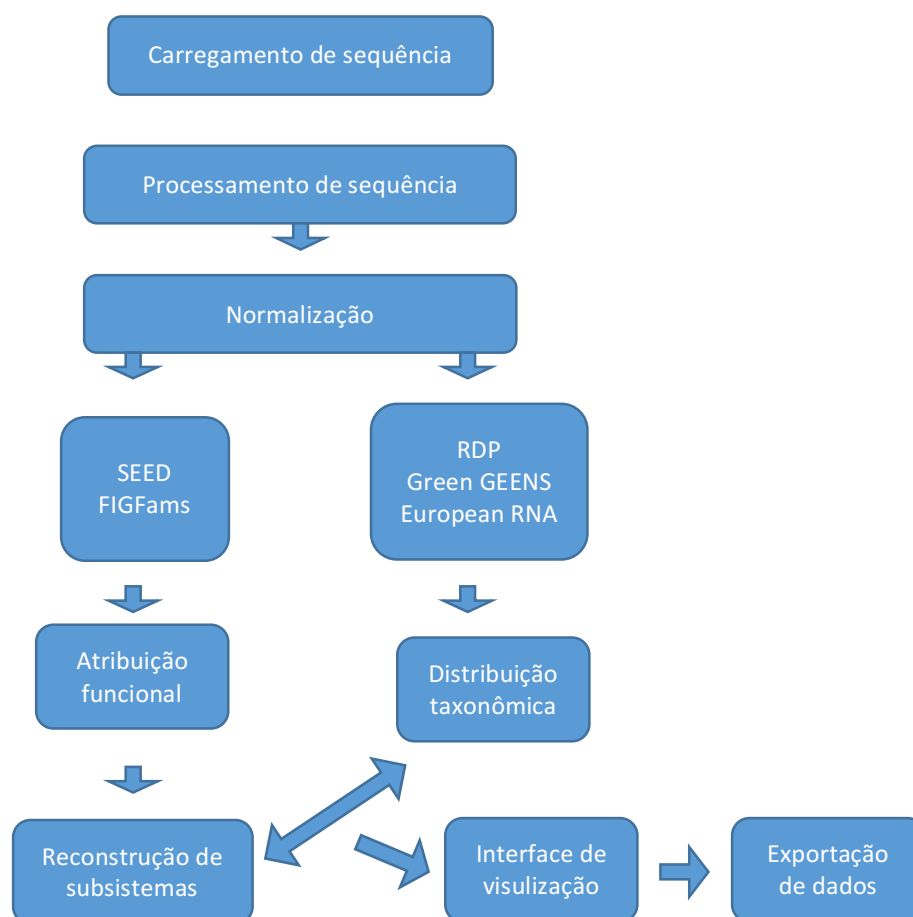 Carregamento de sequência
Processamento de sequência
Normalização
SEED
FIGFams
RDP
Green GEENS
European RNA
Atribuição
funcional
Distribuição
taxonômica
Reconstrução de
subsistemas
Interface de
visulização
Exportação
de dados